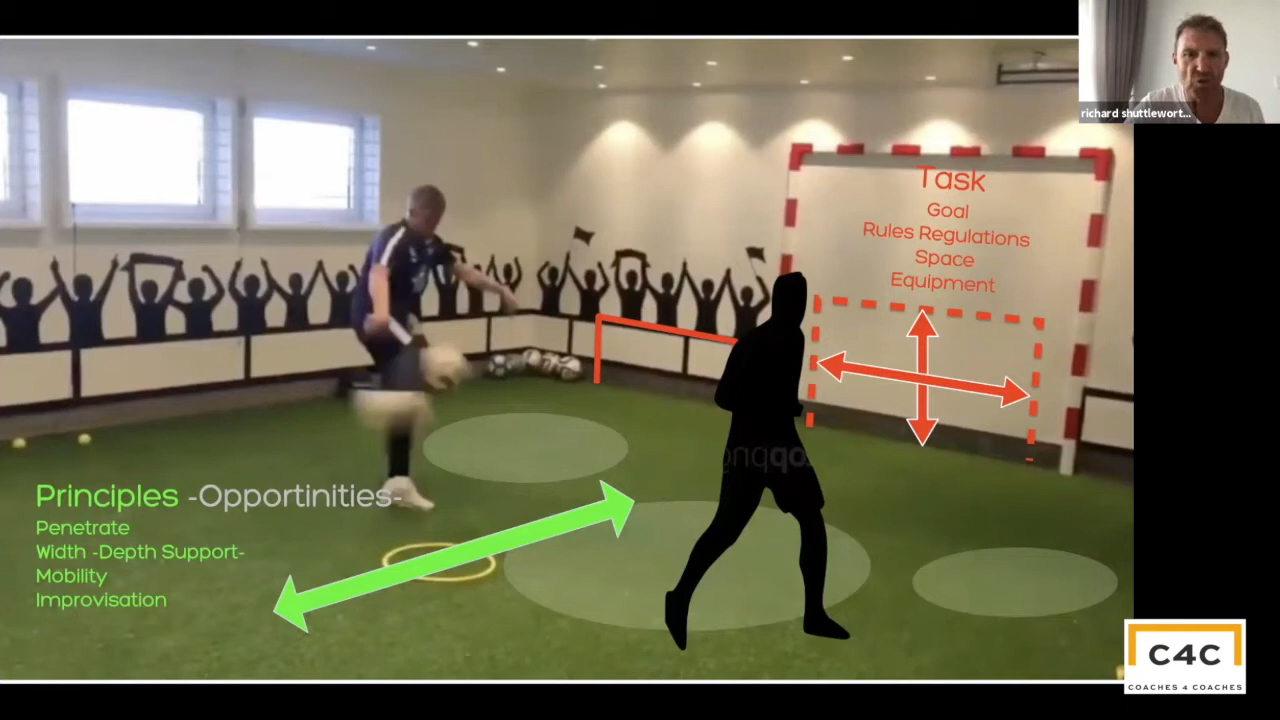 richard shuttlewort...
Task
Goal
Rules Regulations
Space
Equipment
Principles -Opportinities-
Penetrate
Width -Depth Support-
Mobility
Improvisation
C4C
COACHES 4 COACHES